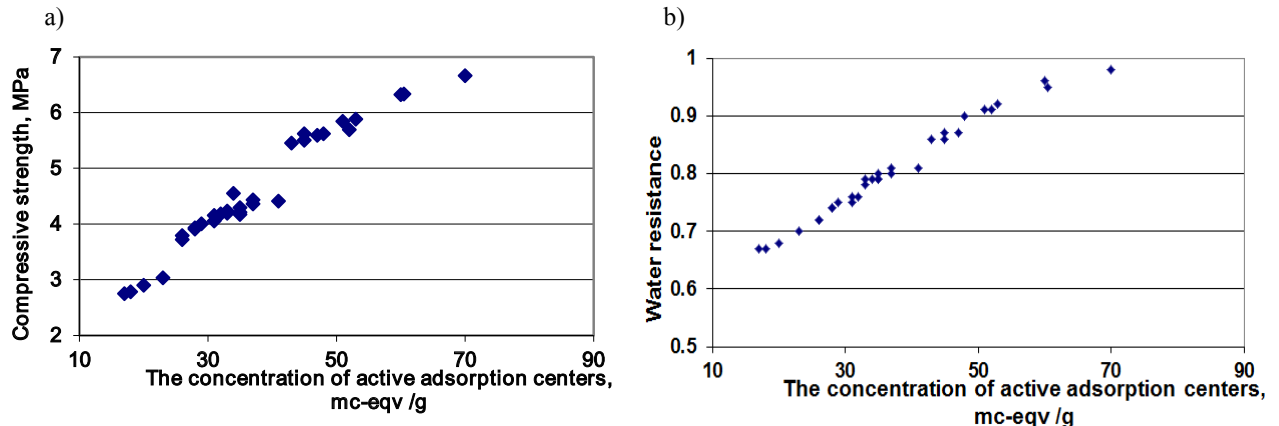 a)
Compressive strength, MPa
7
6
5
4
3
2
10 30 50 70 90
The concentration of active adsorption centers,
mc-eqv /g
b)
Water resistance
1
0.9
0.8
0.7
0.6
0.5
10 30 50 70 90
The concentration of active adsorption centers,
mc-eqv /g